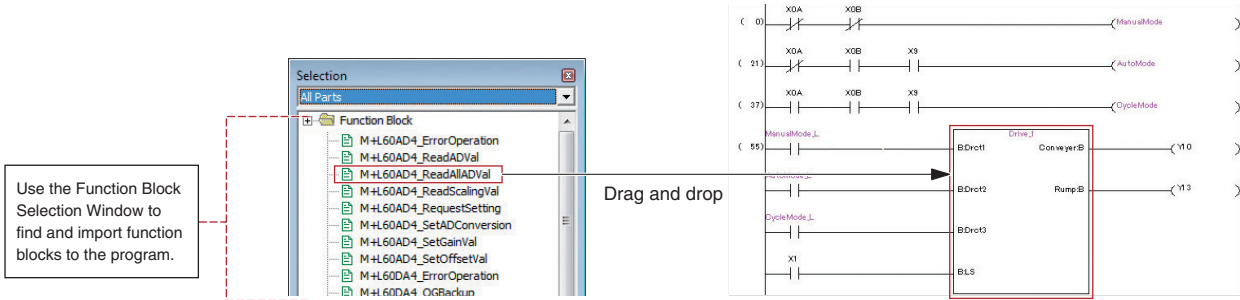 Use the Function Block
Selection Window to
find and import function
blocks to the program.
Selection
All Parts
Function Block
M+L60AD4_ErrorOperation
M+L60AD4_ReadADVal
M+L60AD4_ReadAllADVal
M+L60AD4_ReadScalingVal
M+L60AD4_RequestSetting
M+L60AD4_SetADConversion
M+L60AD4_SetGainVal
M+L60AD4_SetOffsetVal
M+L60DA4_ErrorOperation
M+L60DA4_OGBackup
Drag and drop
X0A X0B
( 0) (ManualMode )
X0A X0B X9
( 21) (AutoMode )
X0A X0B X9
( 37) (CycleMode )
ManualMode_L Drive_1
( 55) B:Drct1 Conveyer:B (Y10 )
AutoMode_L
B:Drct2 Rump:B (Y13 )
CycleMode_L
B:Drct3
X1
B:LS